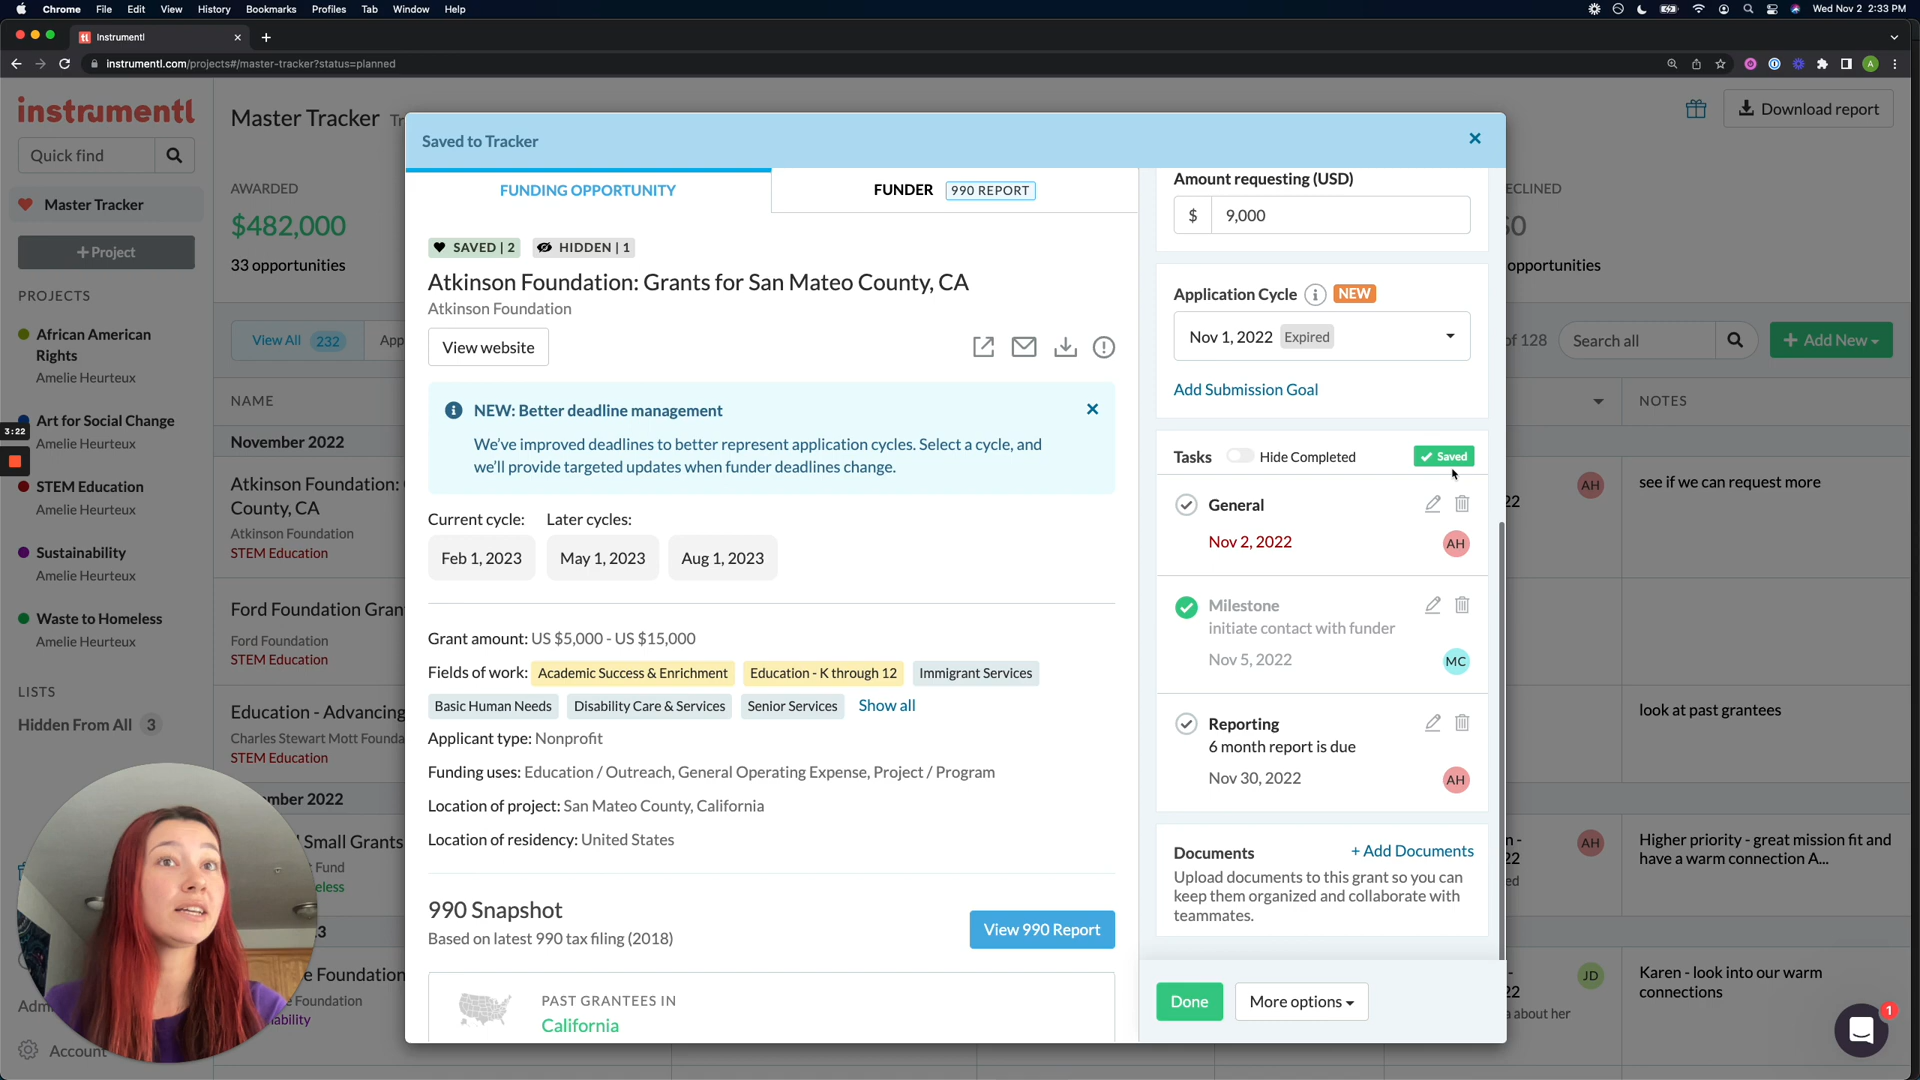 Chrome File Edit View History Bookmarks Profiles Tab Window Help
Wed Nov 2 2:33 PM
Instrumentl
instrumentl.com/projects#/master-tracker?status=planned
A
instrumentl
Quick find
Master Tracker
+Project
PROJECTS
African American
Rights
Amelie Heurteux
Art for Social Change
Amelie Heurteux
3:22
STEM Education
Amelie Heurteux
Sustainability
Amelie Heurteux
Waste to Homeless
Amelie Heurteux
LISTS
Hidden From All 3
Account
Master Tracker
Download report
AWARDED
$482,000
33 opportunities
ECLINED
opportunities
View All 232
App
of 128
Search all
+ Add New
NAME
NOTES
November 2022
Atkinson Foundation:
County, CA
Atkinson Foundation
STEM Education
AH
see if we can request more
Ford Foundation Gran
Ford Foundation
STEM Education
Education - Advancing
Charles Stewart Mott Founda
STEM Education
look at past grantees
mber 2022
Small Grants
Fund
eless
AH
Higher priority - great mission fit and
have a warm connection A...
e Foundation
e Foundation
ability
JD
Karen - look into our warm
connections
a about her
1
Saved to Tracker
FUNDING OPPORTUNITY
FUNDER 990 REPORT
SAVED | 2 HIDDEN | 1
Atkinson Foundation: Grants for San Mateo County, CA
Atkinson Foundation
View website
NEW: Better deadline management
We've improved deadlines to better represent application cycles. Select a cycle, and
we'll provide targeted updates when funder deadlines change.
Current cycle: Later cycles:
Feb 1, 2023 May 1, 2023 Aug 1, 2023
Grant amount: US $5,000 - US $15,000
Fields of work: Academic Success & Enrichment Education - K through 12 Immigrant Services
Basic Human Needs Disability Care & Services Senior Services Show all
Applicant type: Nonprofit
Funding uses: Education / Outreach, General Operating Expense, Project / Program
Location of project: San Mateo County, California
Location of residency: United States
990 Snapshot
Based on latest 990 tax filing (2018)
View 990 Report
PAST GRANTEES IN
California
Amount requesting (USD)
$ 9,000
Application Cycle NEW
Nov 1, 2022 Expired
Add Submission Goal
Tasks Hide Completed Saved
General
Nov 2, 2022
AH
Milestone
initiate contact with funder
Nov 5, 2022
MC
Reporting
6 month report is due
Nov 30, 2022
AH
Documents + Add Documents
Upload documents to this grant so you can
keep them organized and collaborate with
teammates.
Done More options